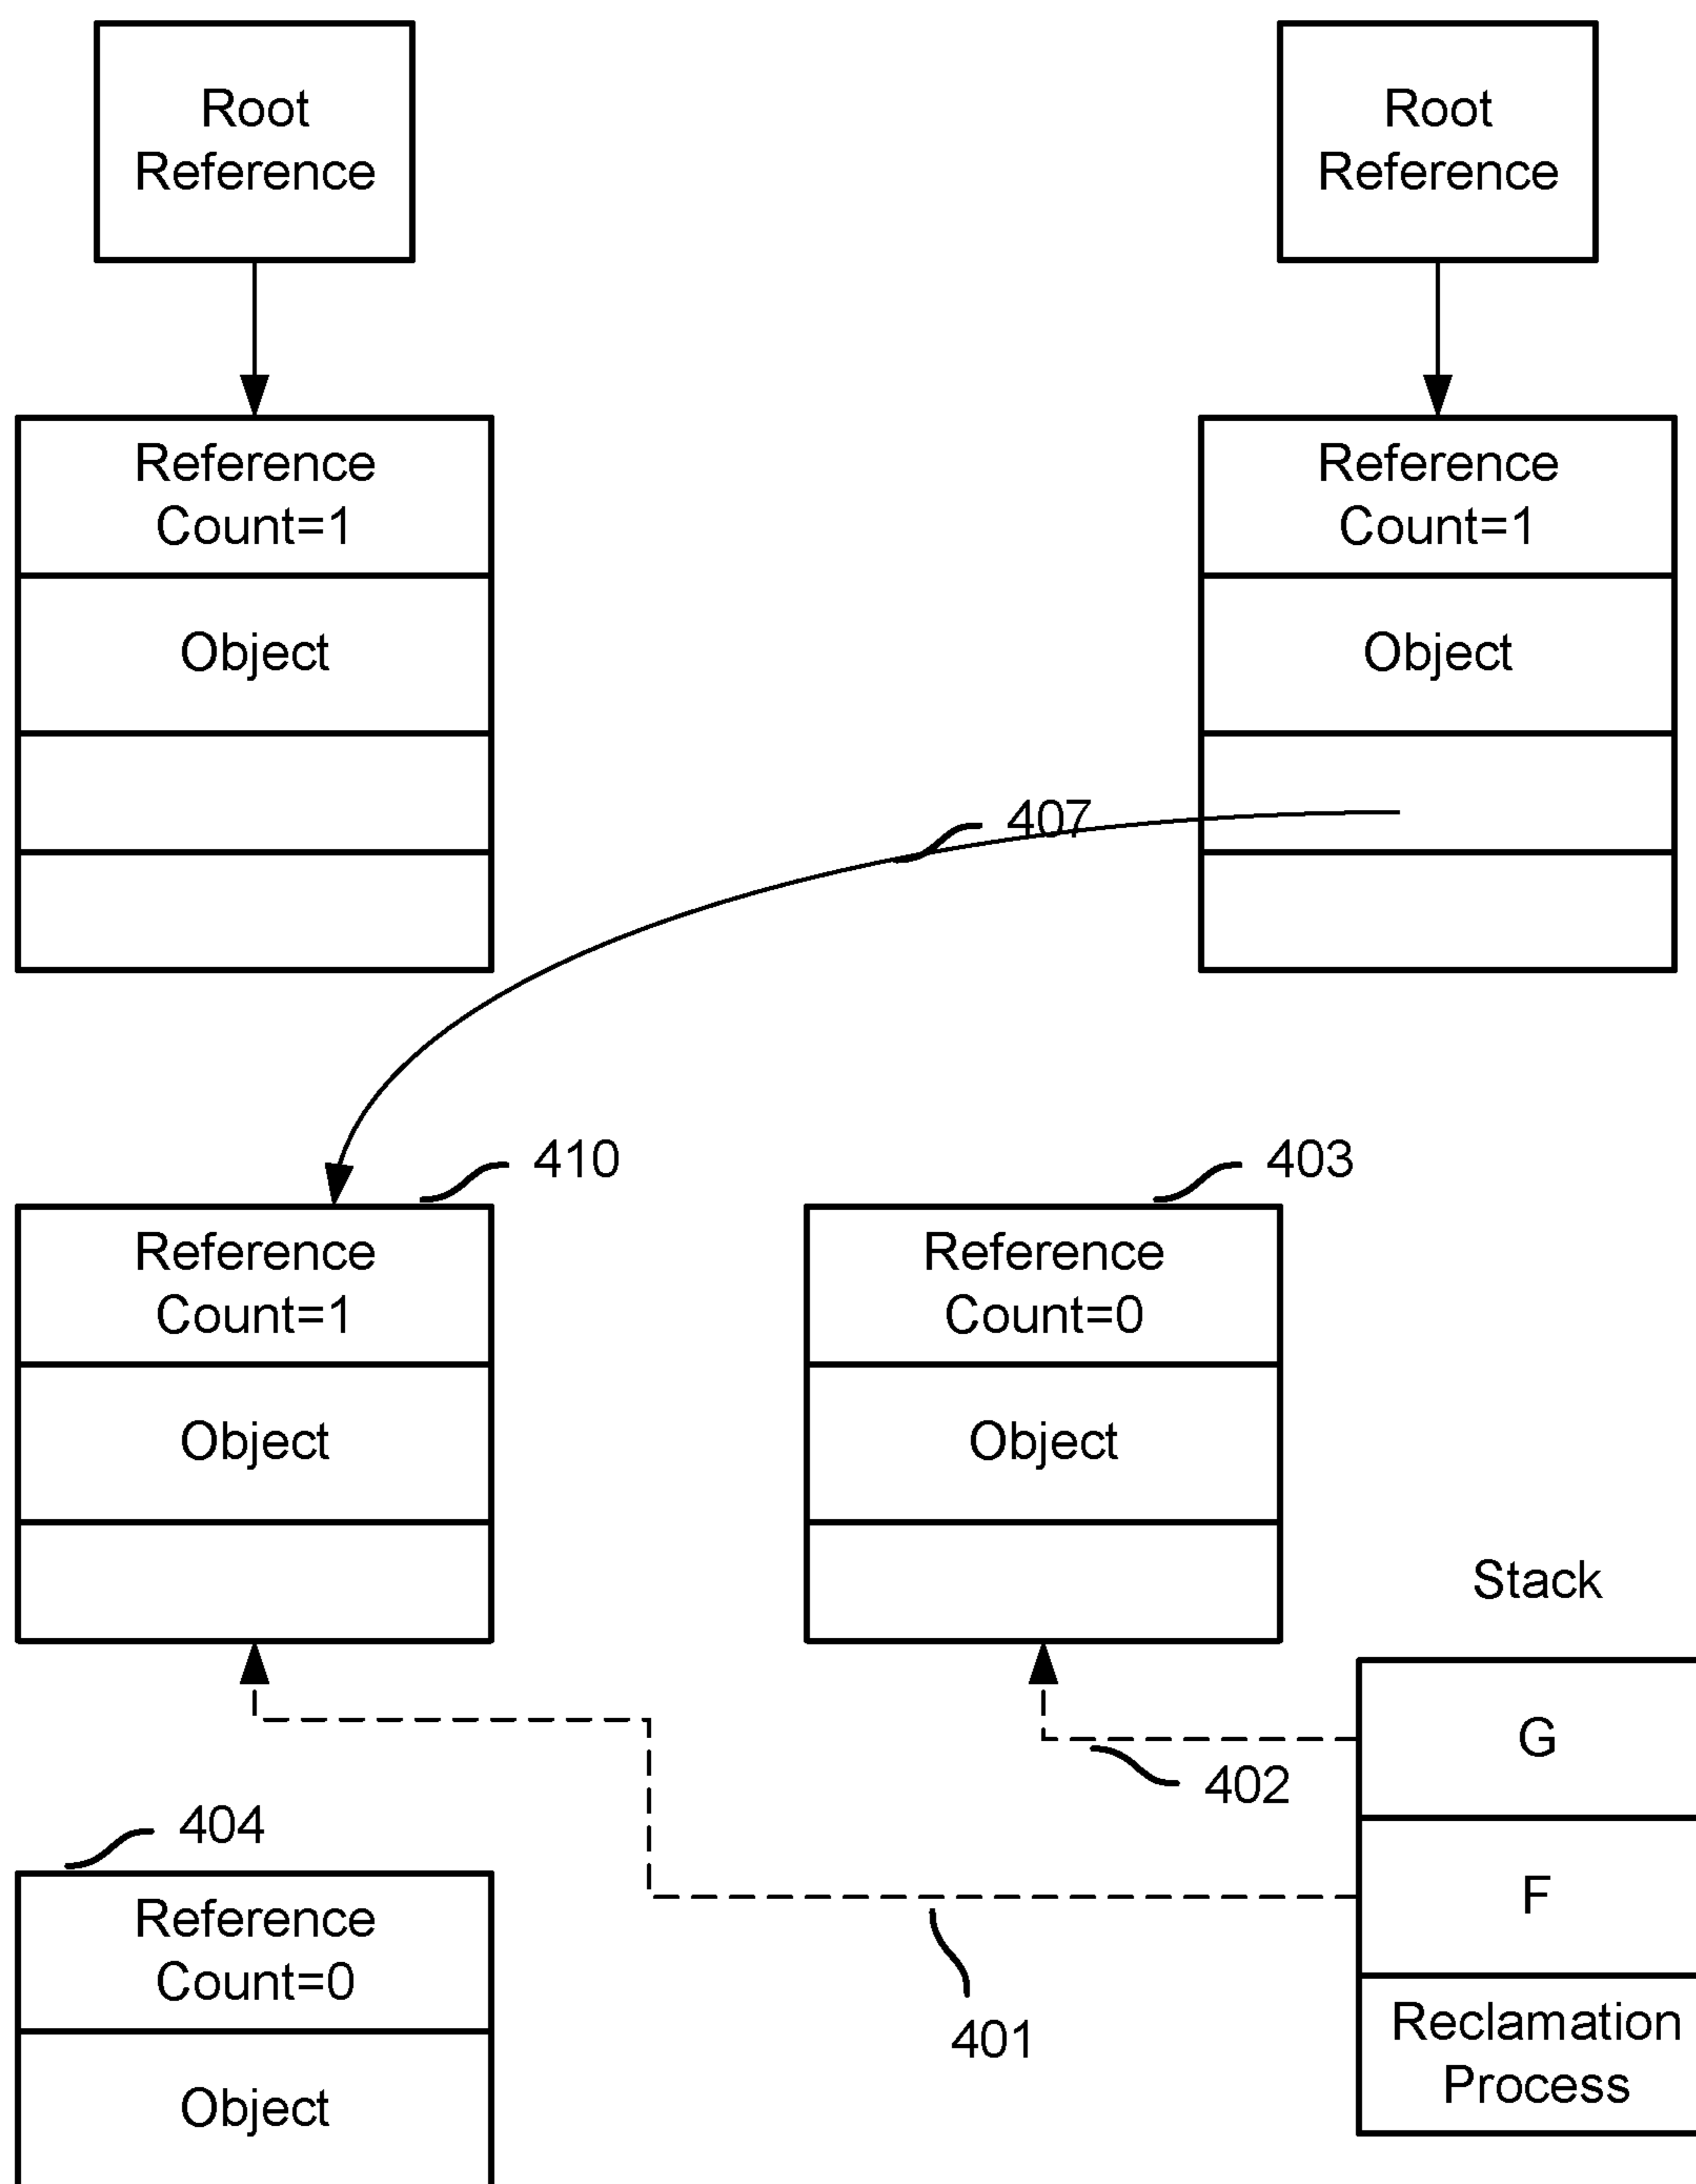 Root
Reference
Root
Reference
Reference
Count=1
Object
Reference
Count=1
Object
407
410
Reference
Count=1
Object
403
Reference
Count=0
Object
Stack
G
402
F
401
Reclamation
Process
404
Reference
Count=0
Object